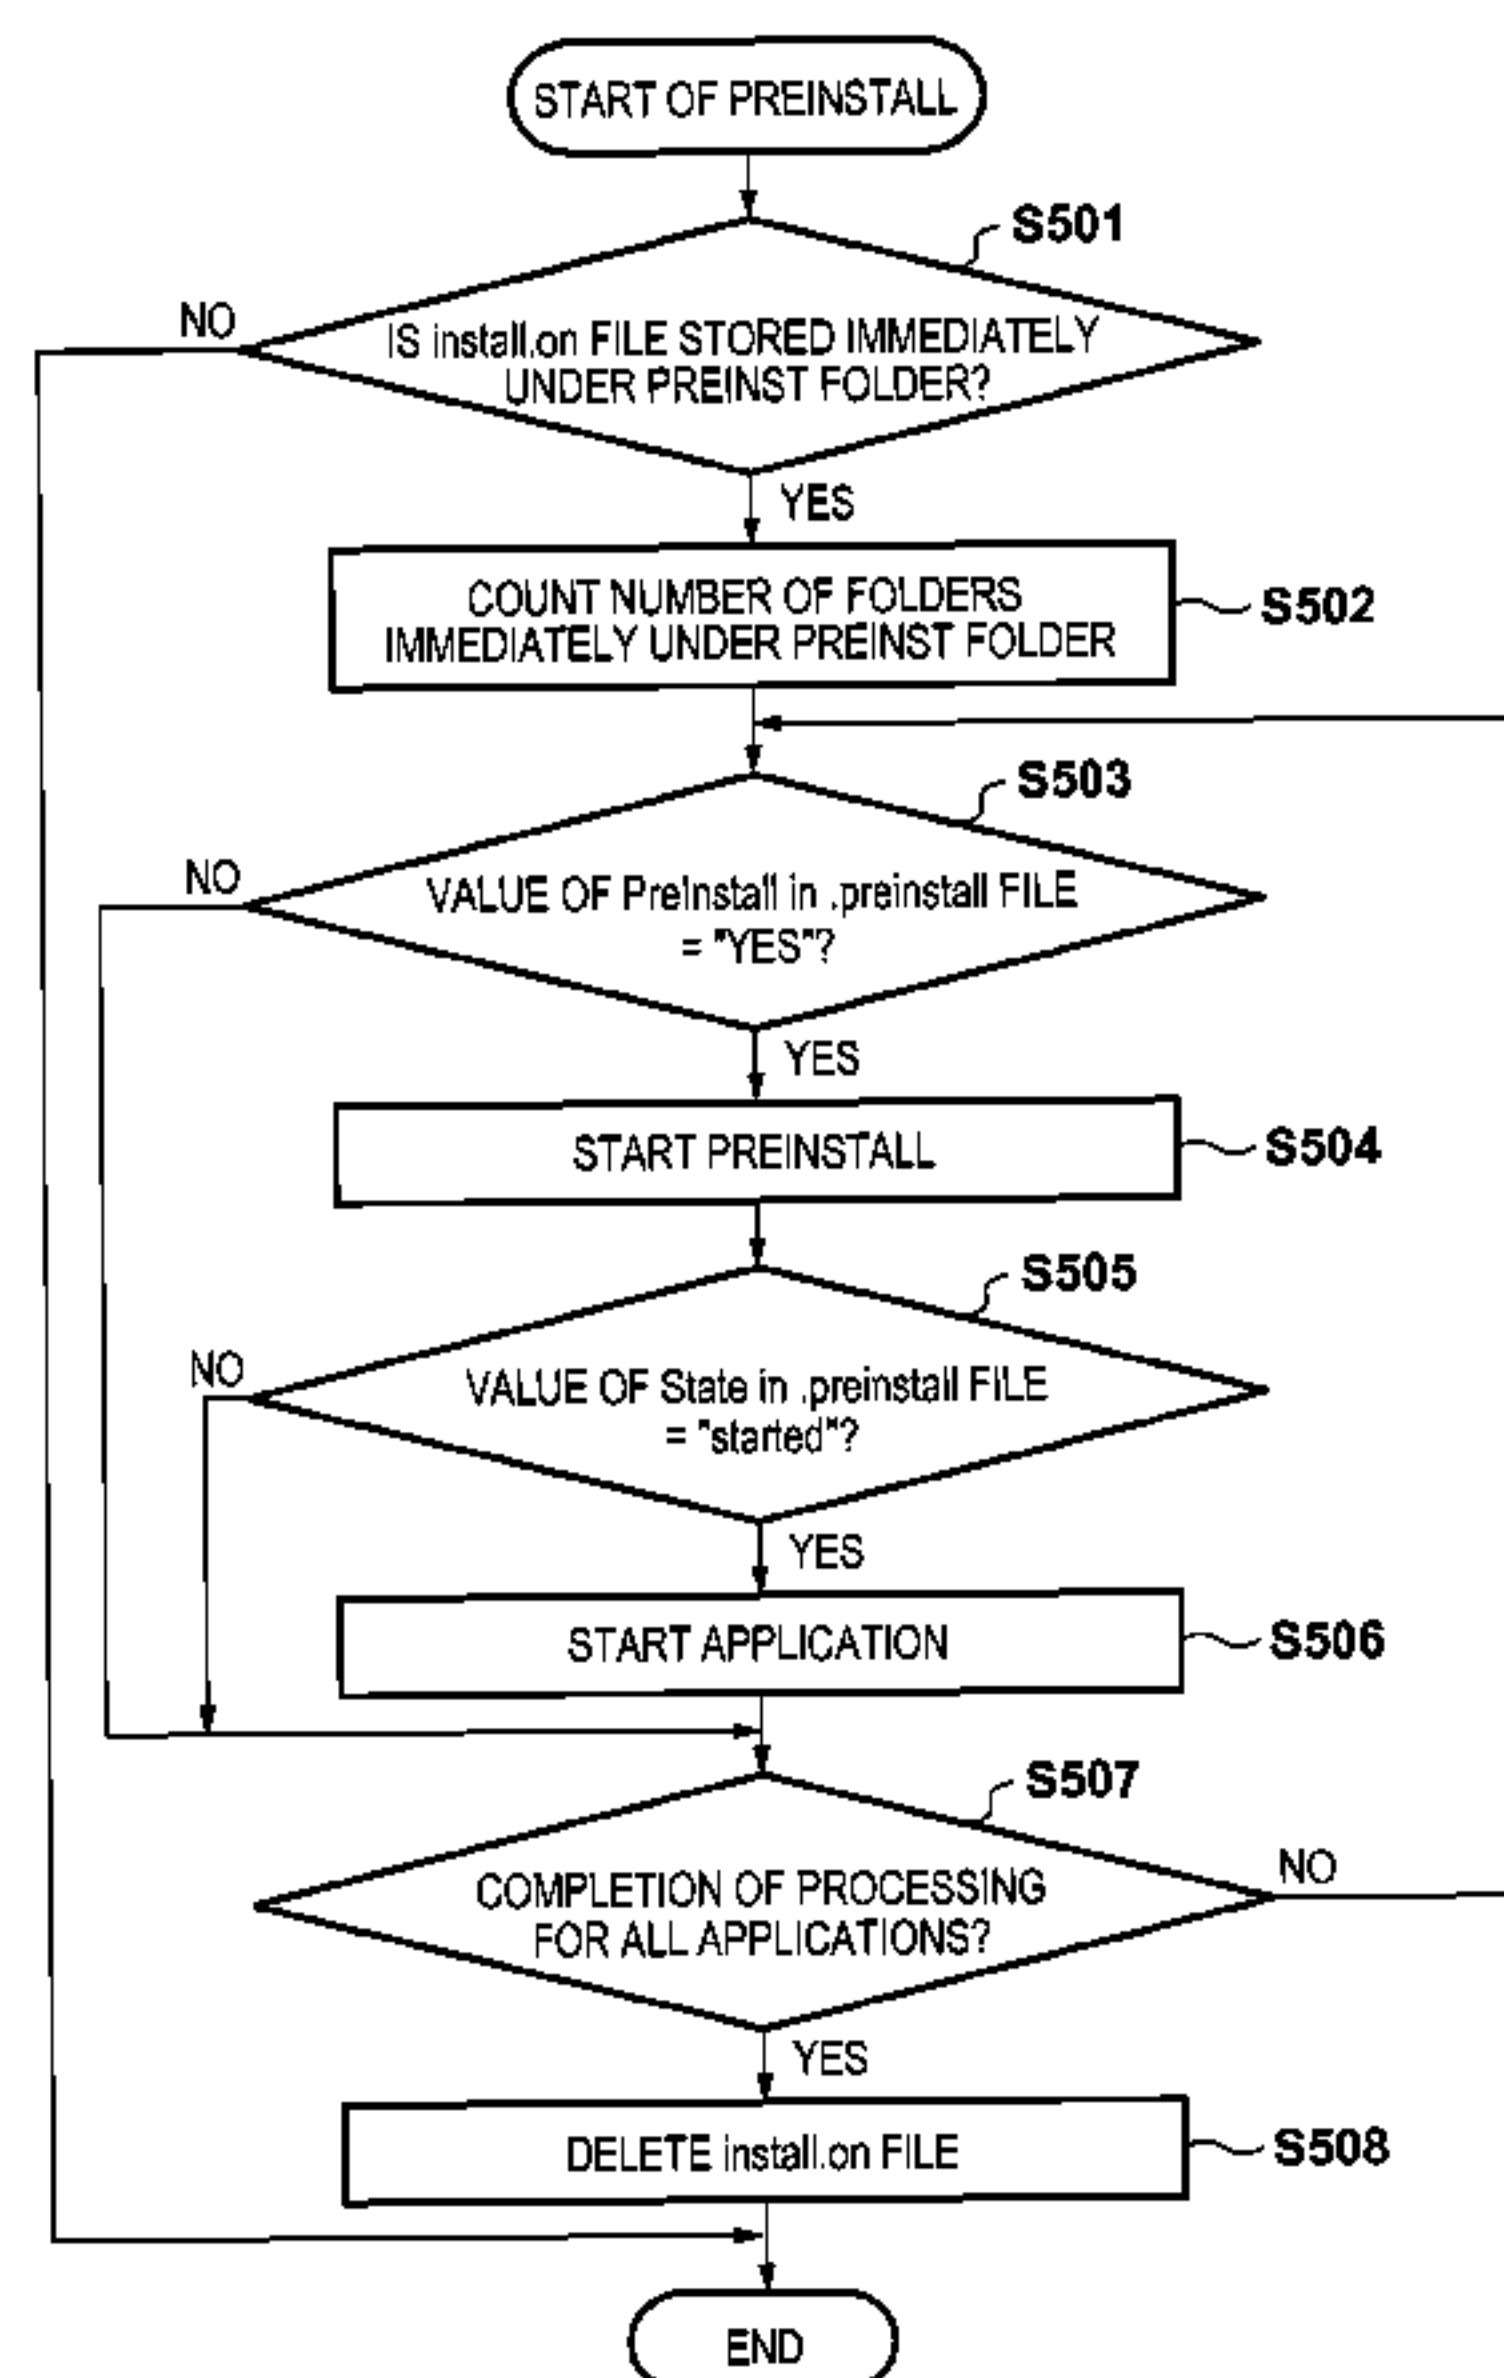 START OF PREINSTALL
S501
NO
IS install.on FILE STORED IMMEDIATELY
UNDER PREINST FOLDER?
YES
COUNT NUMBER OF FOLDERS
IMMEDIATELY UNDER PREINST FOLDER
S502
S503
NO
VALUE OF PreInstall in .preinstall FILE
= "YES"?
YES
START PREINSTALL
S504
S505
NO
VALUE OF State in .preinstall FILE
= "started"?
YES
START APPLICATION
S506
S507
NO
COMPLETION OF PROCESSING
FOR ALL APPLICATIONS?
YES
DELETE install.on FILE
S508
END